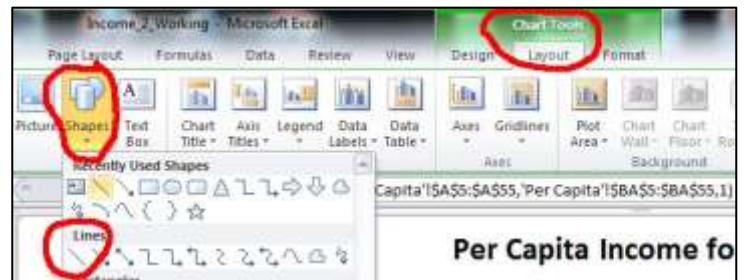 Income_2_Working - Microsoft Excel
Chart Tools
Page Layout Formulas Data Review View Design Layout Format
Picture Shapes Text Box Chart Title Axis Titles Legend Data Labels Data Table Axes Gridlines Plot Area Chart Wall Chart Floor
Axes Background
Recently Used Shapes
Capita'!$A$5:$A$55,'Per Capita'!$BA$5:$BA$55,1)
Lines
Per Capita Income fo